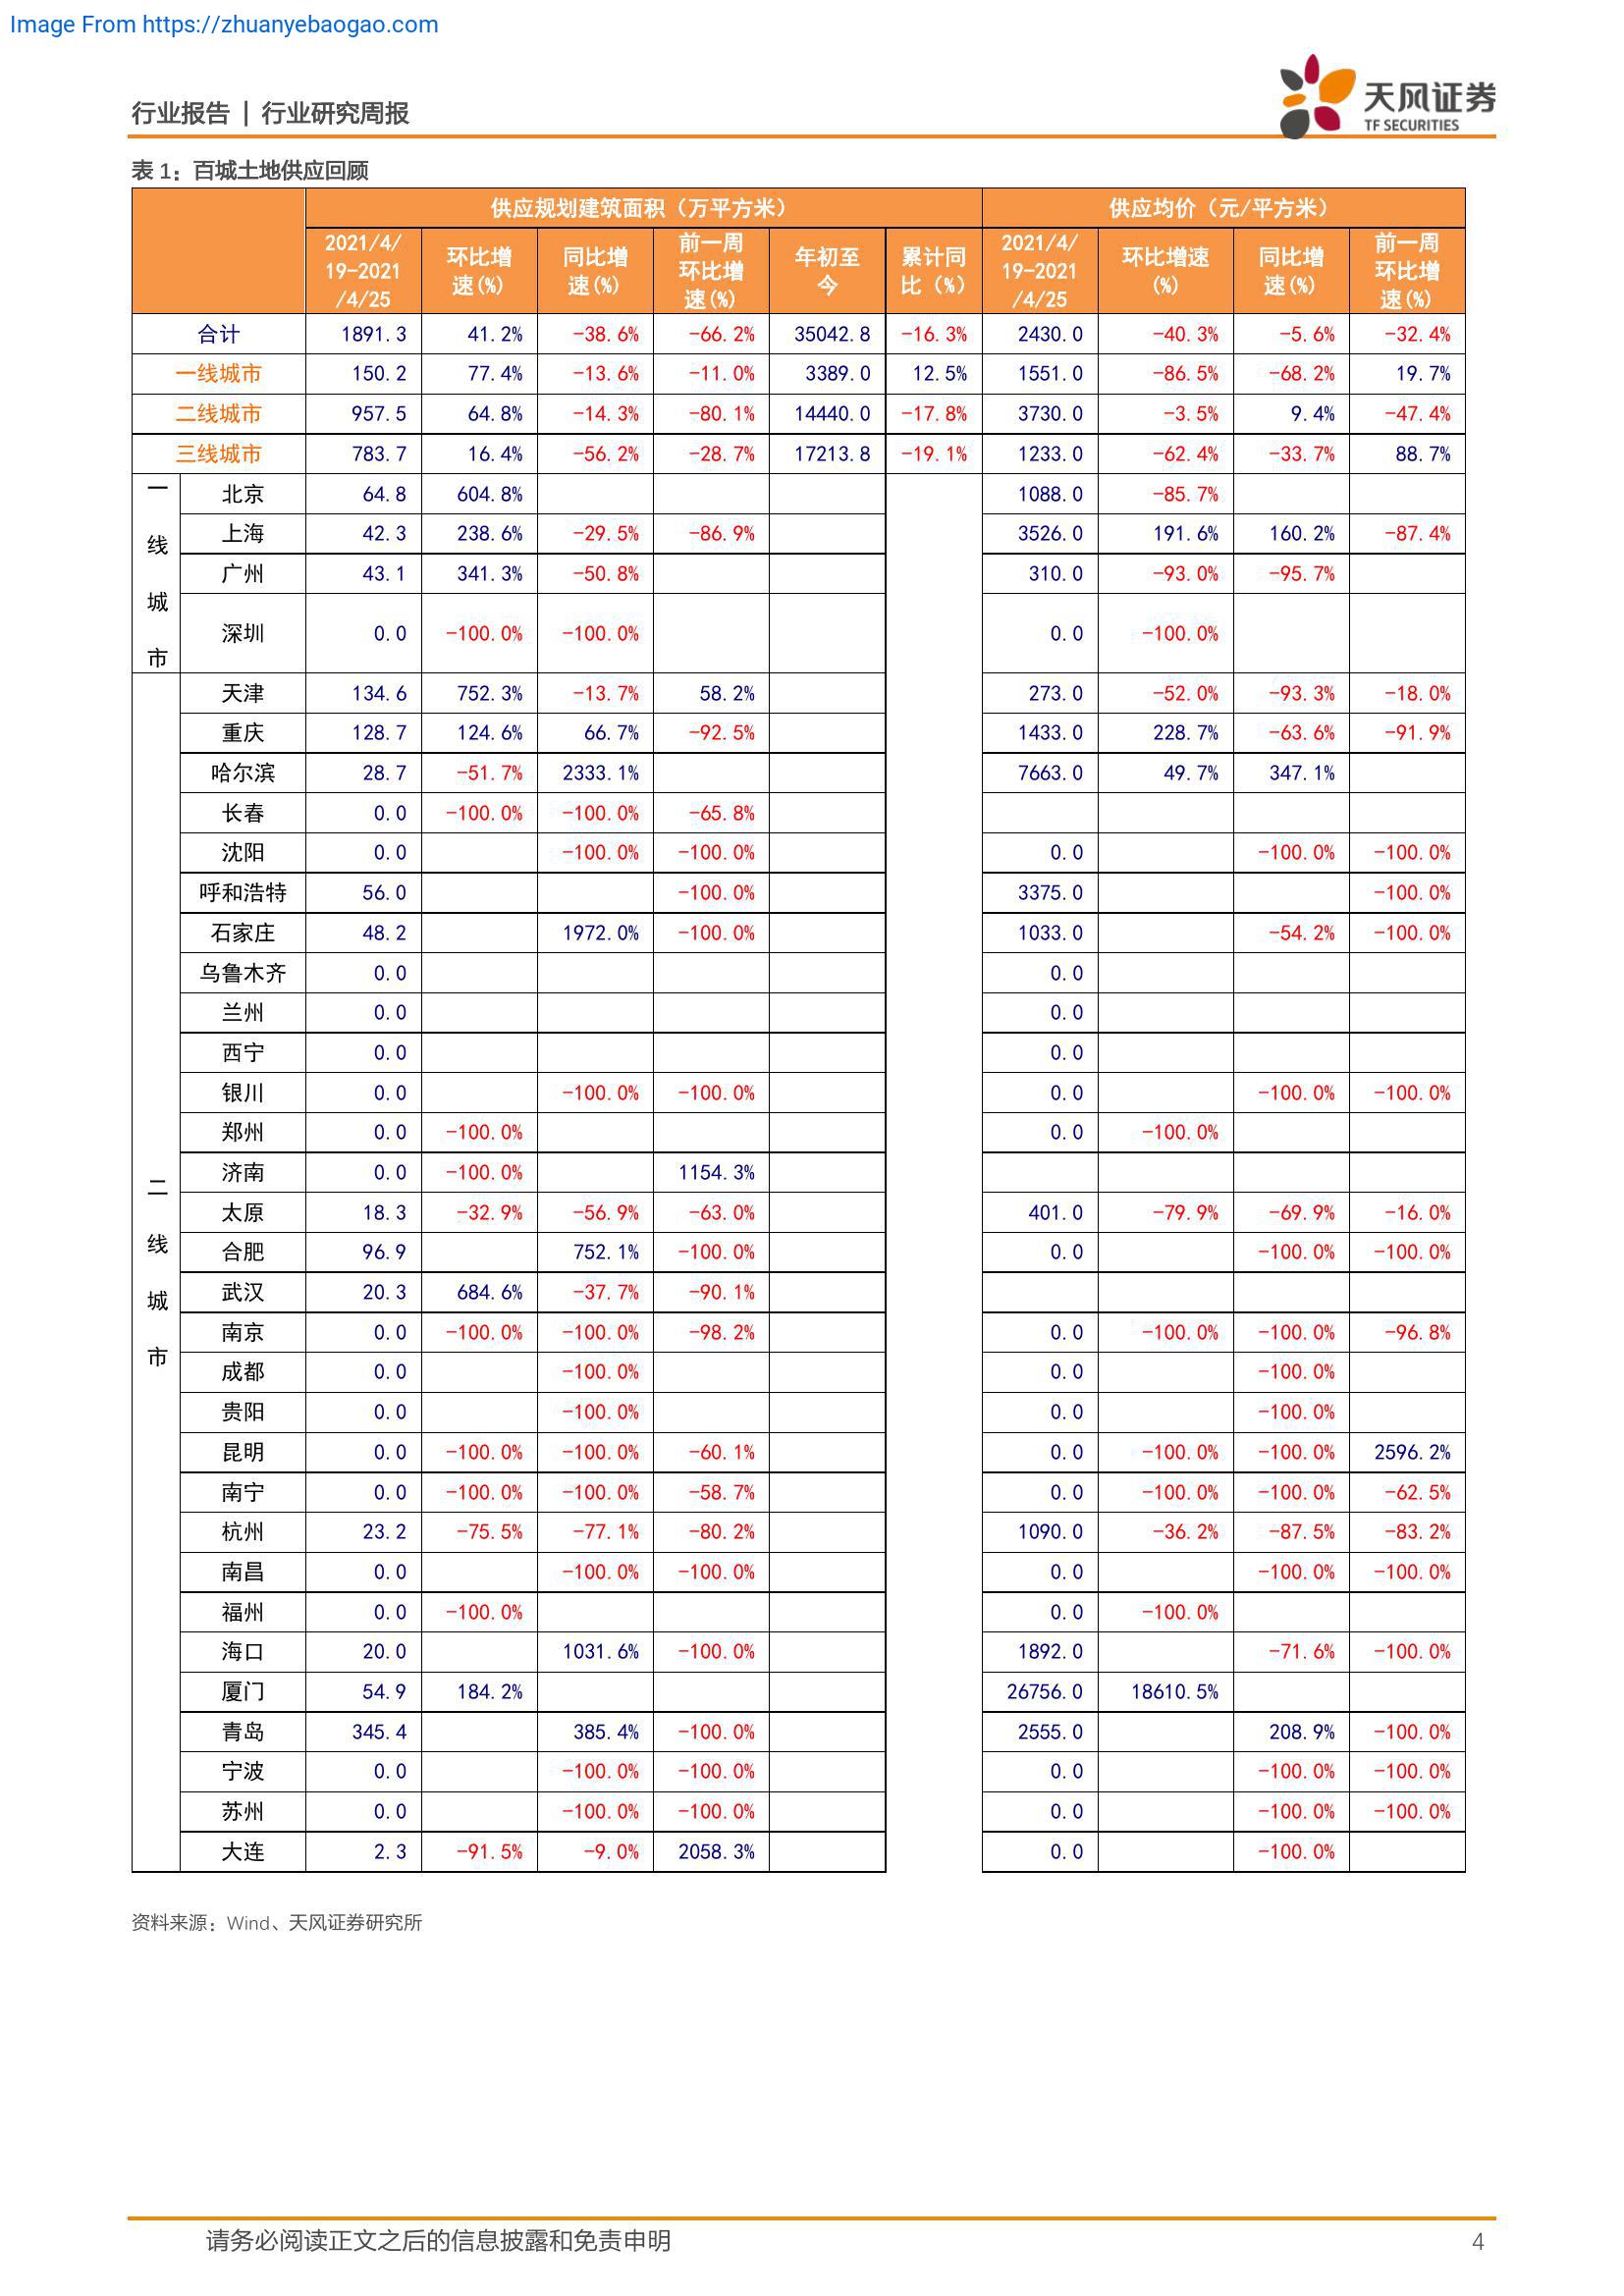 Image From https://zhuanyebaogao.com
行业报告 | 行业研究周报
天风证券
TF SECURITIES
表 1：百城土地供应回顾
供应规划建筑面积（万平方米） 供应均价（元/平方米）
2021/4/19-2021/4/25 环比增速(%) 同比增速(%) 前一周环比增速(%) 年初至今 累计同比（%） 2021/4/19-2021/4/25 环比增速(%) 同比增速(%) 前一周环比增速(%)
合计 1891.3 41.2% -38.6% -66.2% 35042.8 -16.3% 2430.0 -40.3% -5.6% -32.4%
一线城市 150.2 77.4% -13.6% -11.0% 3389.0 12.5% 1551.0 -86.5% -68.2% 19.7%
二线城市 957.5 64.8% -14.3% -80.1% 14440.0 -17.8% 3730.0 -3.5% 9.4% -47.4%
三线城市 783.7 16.4% -56.2% -28.7% 17213.8 -19.1% 1233.0 -62.4% -33.7% 88.7%
一线城市
北京 64.8 604.8% 1088.0 -85.7%
上海 42.3 238.6% -29.5% -86.9% 3526.0 191.6% 160.2% -87.4%
广州 43.1 341.3% -50.8% 310.0 -93.0% -95.7%
深圳 0.0 -100.0% -100.0% 0.0 -100.0%
二线城市
天津 134.6 752.3% -13.7% 58.2% 273.0 -52.0% -93.3% -18.0%
重庆 128.7 124.6% 66.7% -92.5% 1433.0 228.7% -63.6% -91.9%
哈尔滨 28.7 -51.7% 2333.1% 7663.0 49.7% 347.1%
长春 0.0 -100.0% -100.0% -65.8%
沈阳 0.0 -100.0% -100.0% 0.0 -100.0% -100.0%
呼和浩特 56.0 -100.0% 3375.0 -100.0%
石家庄 48.2 1972.0% -100.0% 1033.0 -54.2% -100.0%
乌鲁木齐 0.0 0.0
兰州 0.0 0.0
西宁 0.0 0.0
银川 0.0 -100.0% -100.0% 0.0 -100.0% -100.0%
郑州 0.0 -100.0% 0.0 -100.0%
济南 0.0 -100.0% 1154.3%
太原 18.3 -32.9% -56.9% -63.0% 401.0 -79.9% -69.9% -16.0%
合肥 96.9 752.1% -100.0% 0.0 -100.0% -100.0%
武汉 20.3 684.6% -37.7% -90.1%
南京 0.0 -100.0% -100.0% -98.2% 0.0 -100.0% -100.0% -96.8%
成都 0.0 -100.0% 0.0 -100.0%
贵阳 0.0 -100.0% 0.0 -100.0%
昆明 0.0 -100.0% -100.0% -60.1% 0.0 -100.0% -100.0% 2596.2%
南宁 0.0 -100.0% -100.0% -58.7% 0.0 -100.0% -100.0% -62.5%
杭州 23.2 -75.5% -77.1% -80.2% 1090.0 -36.2% -87.5% -83.2%
南昌 0.0 -100.0% -100.0% 0.0 -100.0% -100.0%
福州 0.0 -100.0% 0.0 -100.0%
海口 20.0 1031.6% -100.0% 1892.0 -71.6% -100.0%
厦门 54.9 184.2% 26756.0 18610.5%
青岛 345.4 385.4% -100.0% 2555.0 208.9% -100.0%
宁波 0.0 -100.0% -100.0% 0.0 -100.0% -100.0%
苏州 0.0 -100.0% -100.0% 0.0 -100.0% -100.0%
大连 2.3 -91.5% -9.0% 2058.3% 0.0 -100.0%
资料来源：Wind、天风证券研究所
请务必阅读正文之后的信息披露和免责申明 4